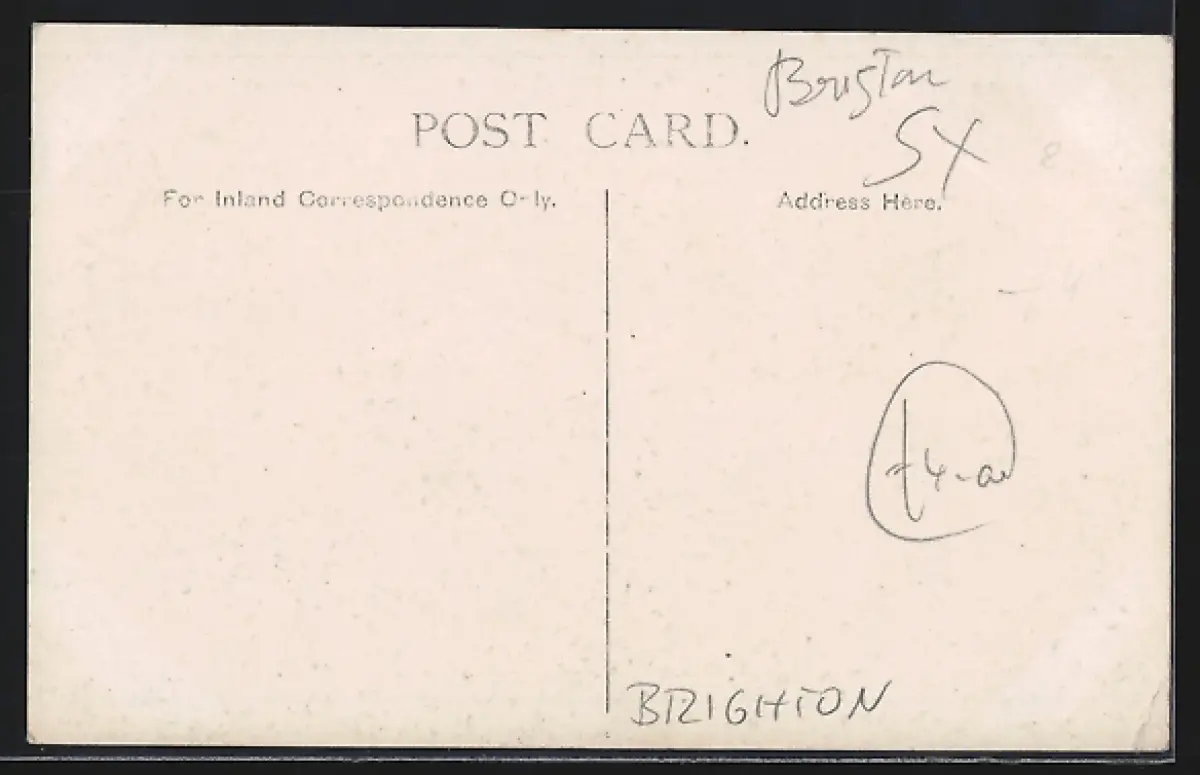 Brigton
SX
POST CARD.
For Inland Correspondence Only.
Address Here.
BRIGHTON